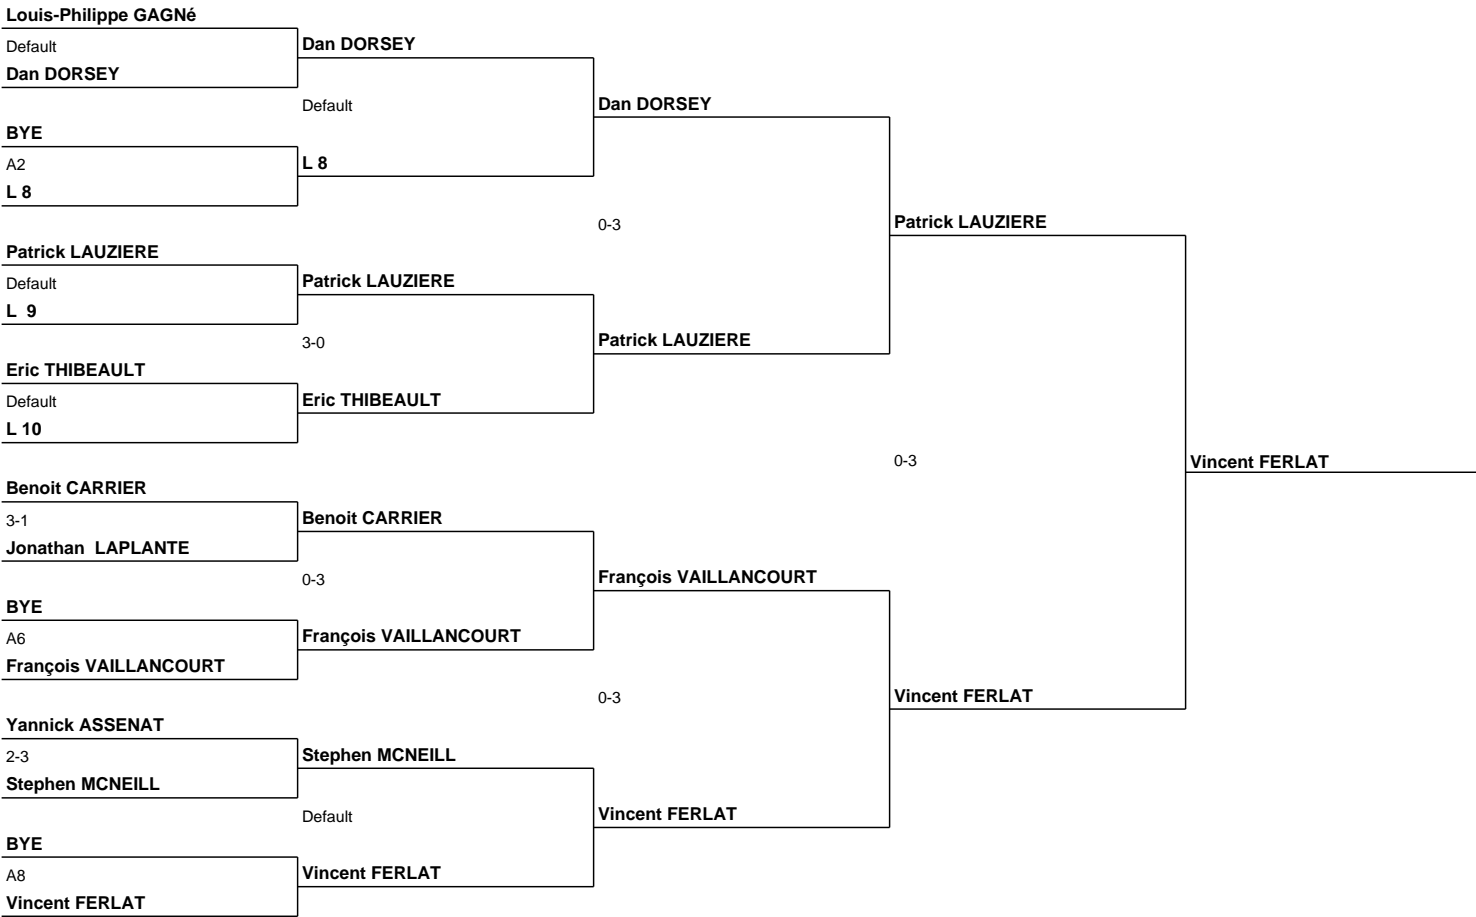 Louis-Philippe GAGNé
Default
Dan DORSEY
Dan DORSEY
Default
Dan DORSEY
BYE
A2
L 8
L 8
0-3
Patrick LAUZIERE
Patrick LAUZIERE
Default
Patrick LAUZIERE
L  9
3-0
Patrick LAUZIERE
Eric THIBEAULT
Default
Eric THIBEAULT
L 10
0-3
Vincent FERLAT
Benoit CARRIER
3-1
Benoit CARRIER
Jonathan  LAPLANTE
0-3
François VAILLANCOURT
BYE
A6
François VAILLANCOURT
François VAILLANCOURT
0-3
Vincent FERLAT
Yannick ASSENAT
2-3
Stephen MCNEILL
Stephen MCNEILL
Default
Vincent FERLAT
BYE
A8
Vincent FERLAT
Vincent FERLAT